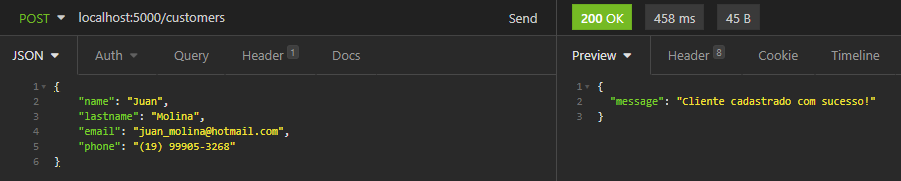 POST localhost:5000/customers Send 200 OK 458 ms 45 B
JSON Auth Query Header 1 Docs Preview Header 8 Cookie Timeline
1 {
2 "name": "Juan",
3 "lastname": "Molina",
4 "email": "juan_molina@hotmail.com",
5 "phone": "(19) 99905-3268"
6 }
1 {
2 "message": "Cliente cadastrado com sucesso!"
3 }